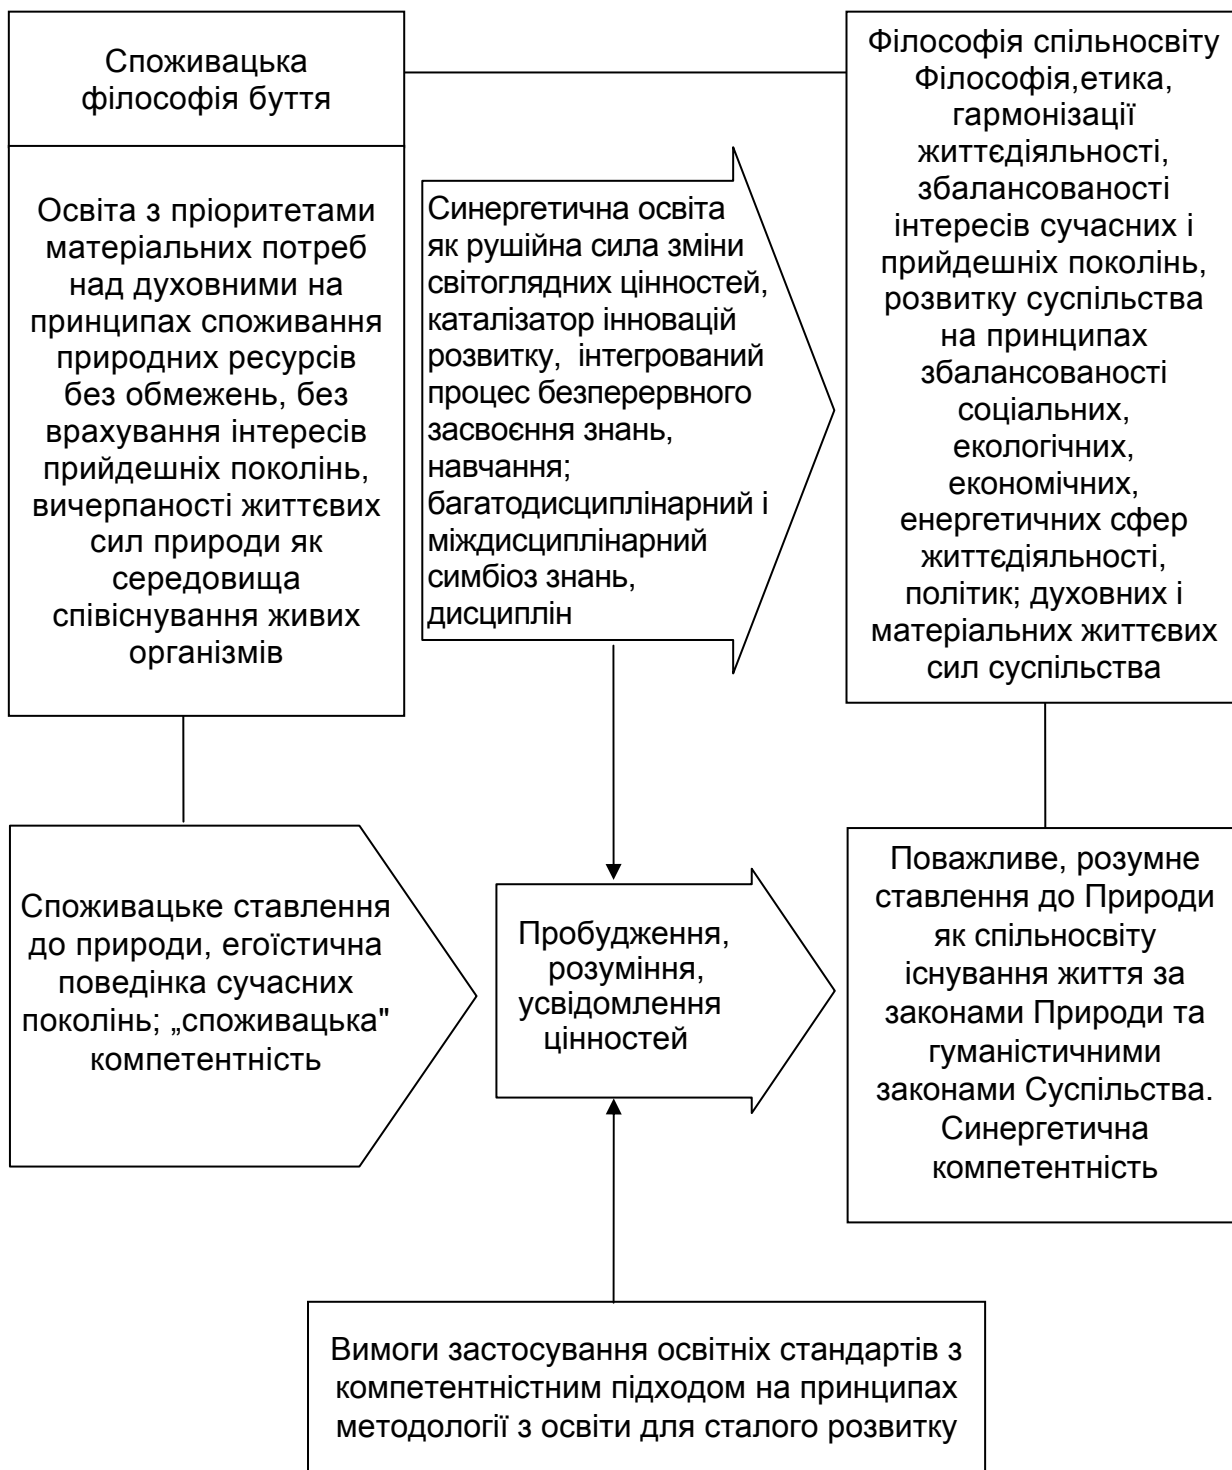 Споживацька
філософія буття
Освіта з пріоритетами
матеріальних потреб
над духовними на
принципах споживання
природних ресурсів
без обмежень, без
врахування інтересів
прийдешніх поколінь,
вичерпаності життєвих
сил природи як
середовища
співіснування живих
організмів
Синергетична освіта
як рушійна сила зміни
світоглядних цінностей,
каталізатор інновацій
розвитку, інтегрований
процес безперервного
засвоєння знань,
навчання;
багатодисциплінарний і
міждисциплінарний
симбіоз знань,
дисциплін
Філософія спільносвіту
Філософія,етика,
гармонізації
життєдіяльності,
збалансованості
інтересів сучасних і
прийдешніх поколінь,
розвитку суспільства
на принципах
збалансованості
соціальних,
екологічних,
економічних,
енергетичних сфер
життєдіяльності,
політик; духовних і
матеріальних життєвих
сил суспільства
Споживацьке ставлення
до природи, егоїстична
поведінка сучасних
поколінь; „споживацька"
компетентність
Пробудження,
розуміння,
усвідомлення
цінностей
Поважливе, розумне
ставлення до Природи
як спільносвіту
існування життя за
законами Природи та
гуманістичними
законами Суспільства.
Синергетична
компетентність
Вимоги застосування освітніх стандартів з
компетентністним підходом на принципах
методології з освіти для сталого розвитку